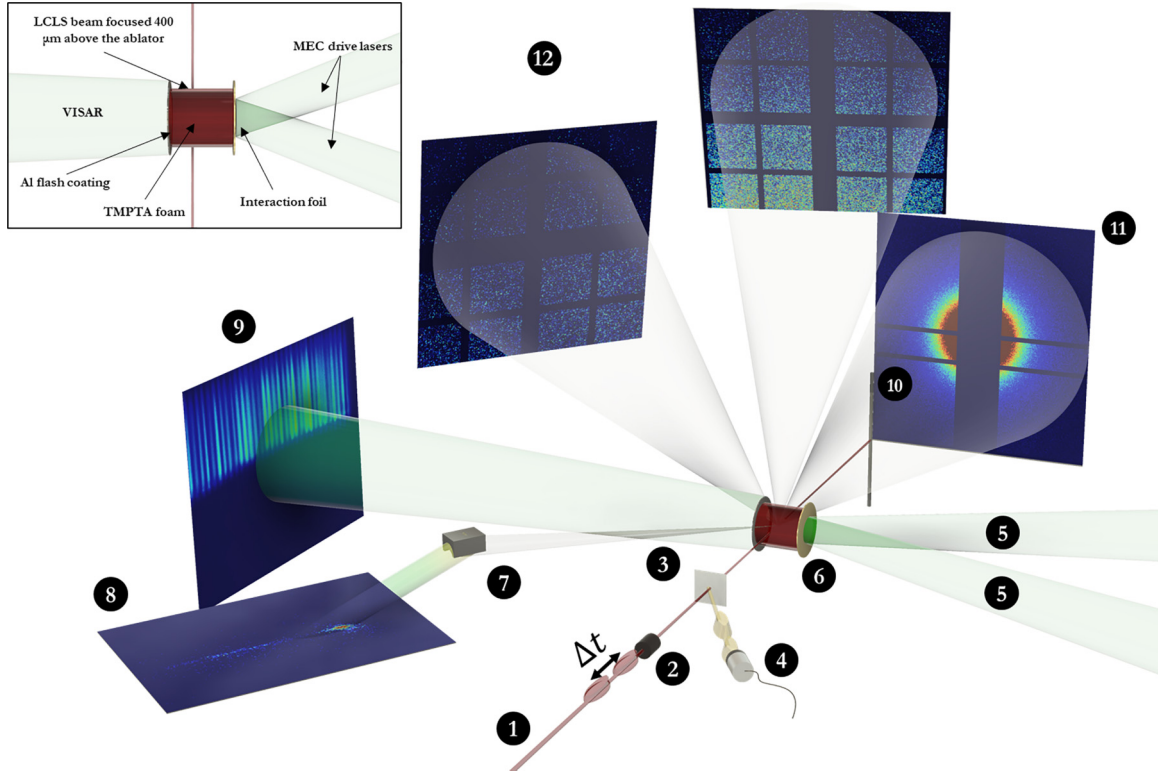 LCLS beam focused 400
μm above the ablator
MEC drive lasers
VISAR
Al flash coating
TMPTA foam
Interaction foil
12
11
10
9
8
7
3
6
5
5
Δt
2
4
1